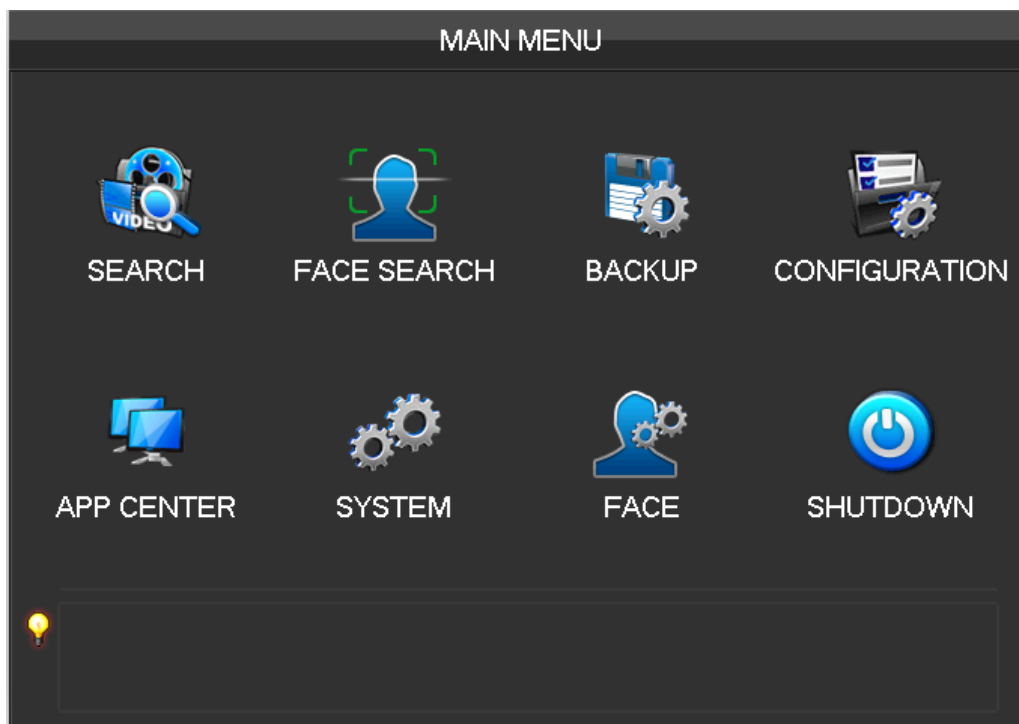 MAIN MENU
VIDEO
SEARCH FACE SEARCH BACKUP CONFIGURATION
APP CENTER SYSTEM FACE SHUTDOWN